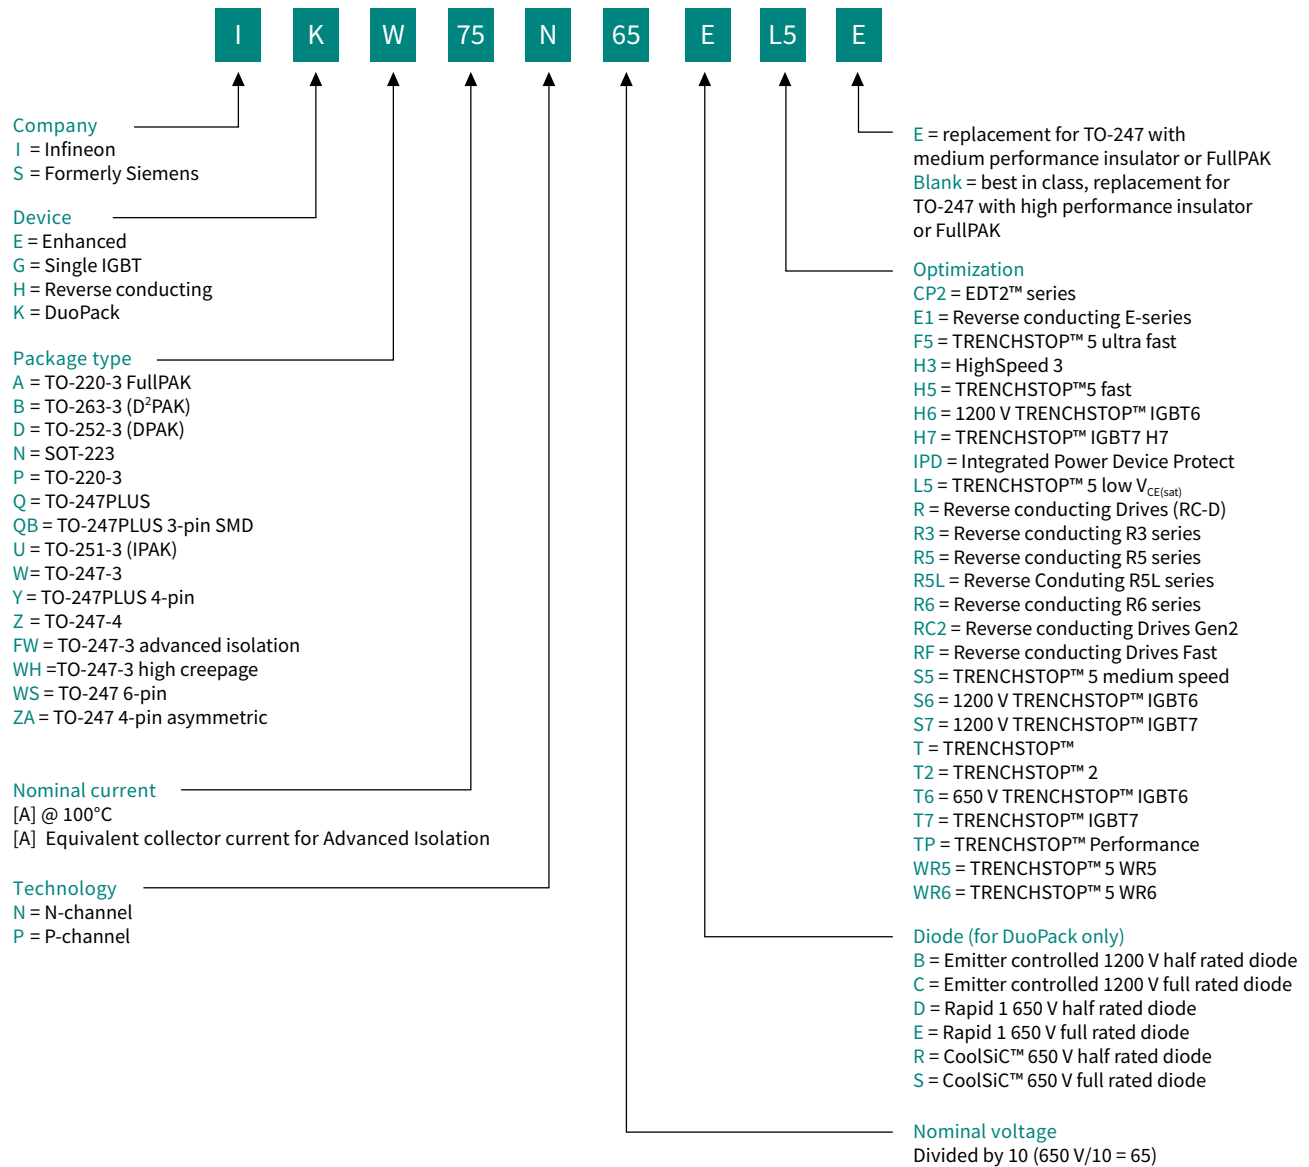 I K W 75 N 65 E L5 E
Company
I = Infineon
S = Formerly Siemens
Device
E = Enhanced
G = Single IGBT
H = Reverse conducting
K = DuoPack
Package type
A = TO-220-3 FullPAK
B = TO-263-3 (D²PAK)
D = TO-252-3 (DPAK)
N = SOT-223
P = TO-220-3
Q = TO-247PLUS
QB = TO-247PLUS 3-pin SMD
U = TO-251-3 (IPAK)
W= TO-247-3
Y = TO-247PLUS 4-pin
Z = TO-247-4
FW = TO-247-3 advanced isolation
WH =TO-247-3 high creepage
WS = TO-247 6-pin
ZA = TO-247 4-pin asymmetric
Nominal current
[A] @ 100°C
[A] Equivalent collector current for Advanced Isolation
Technology
N = N-channel
P = P-channel
E = replacement for TO-247 with
medium performance insulator or FullPAK
Blank = best in class, replacement for
TO-247 with high performance insulator
or FullPAK
Optimization
CP2 = EDT2™ series
E1 = Reverse conducting E-series
F5 = TRENCHSTOP™ 5 ultra fast
H3 = HighSpeed 3
H5 = TRENCHSTOP™5 fast
H6 = 1200 V TRENCHSTOP™ IGBT6
H7 = TRENCHSTOP™ IGBT7 H7
IPD = Integrated Power Device Protect
L5 = TRENCHSTOP™ 5 low VCE(sat)
R = Reverse conducting Drives (RC-D)
R3 = Reverse conducting R3 series
R5 = Reverse conducting R5 series
R5L = Reverse Conduting R5L series
R6 = Reverse conducting R6 series
RC2 = Reverse conducting Drives Gen2
RF = Reverse conducting Drives Fast
S5 = TRENCHSTOP™ 5 medium speed
S6 = 1200 V TRENCHSTOP™ IGBT6
S7 = 1200 V TRENCHSTOP™ IGBT7
T = TRENCHSTOP™
T2 = TRENCHSTOP™ 2
T6 = 650 V TRENCHSTOP™ IGBT6
T7 = TRENCHSTOP™ IGBT7
TP = TRENCHSTOP™ Performance
WR5 = TRENCHSTOP™ 5 WR5
WR6 = TRENCHSTOP™ 5 WR6
Diode (for DuoPack only)
B = Emitter controlled 1200 V half rated diode
C = Emitter controlled 1200 V full rated diode
D = Rapid 1 650 V half rated diode
E = Rapid 1 650 V full rated diode
R = CoolSiC™ 650 V half rated diode
S = CoolSiC™ 650 V full rated diode
Nominal voltage
Divided by 10 (650 V/10 = 65)